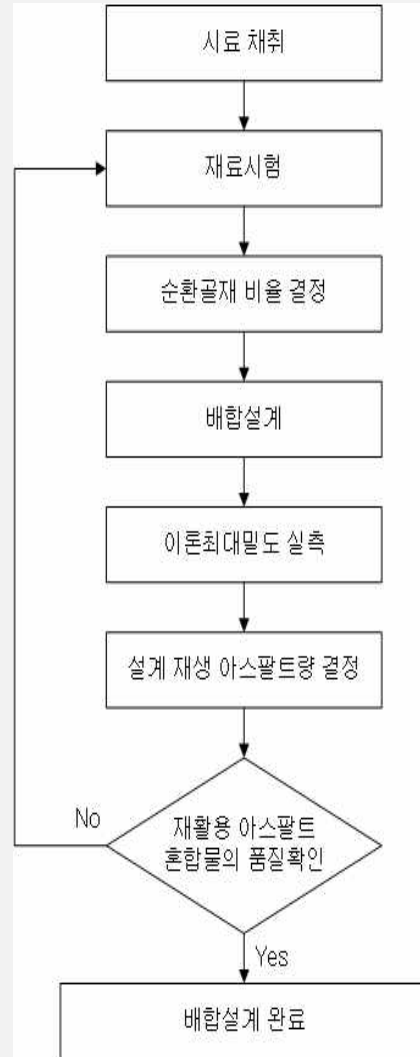 시료 채취
재료시험
순환골재 비율 결정
배합설계
이론최대밀도 실측
설계 재생 아스팔트량 결정
재활용 아스팔트
혼합물의 품질확인
No
Yes
배합설계 완료